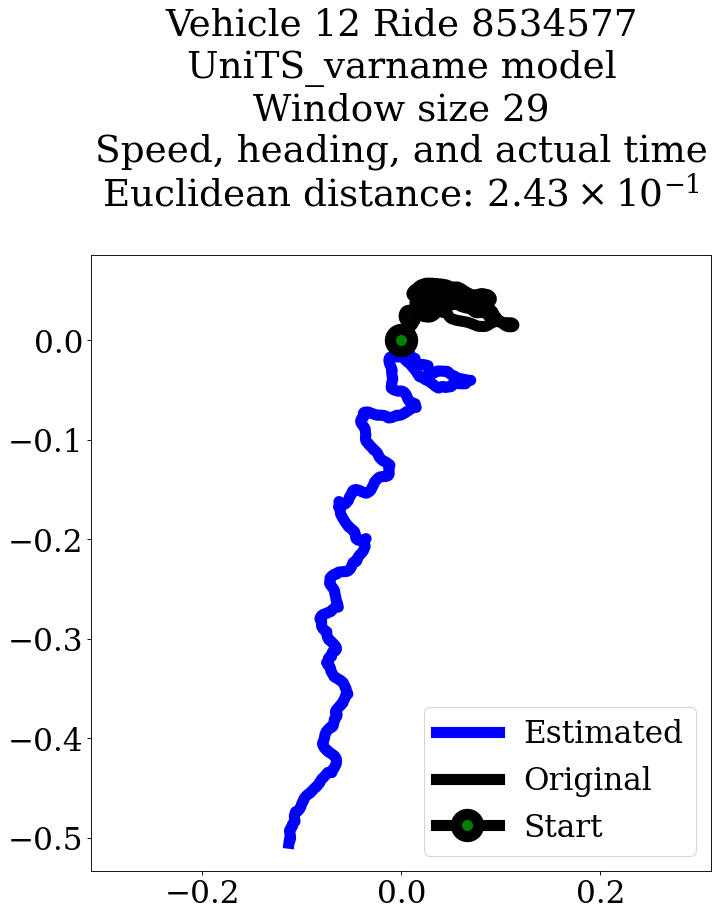 Vehicle 12 Ride 8534577
UniTS_varname model
Window size 29
Speed, heading, and actual time
Euclidean distance: 2.43 × 10⁻¹
0.0
−0.1
−0.2
−0.3
−0.4
−0.5
Estimated
Original
Start
−0.2 0.0 0.2